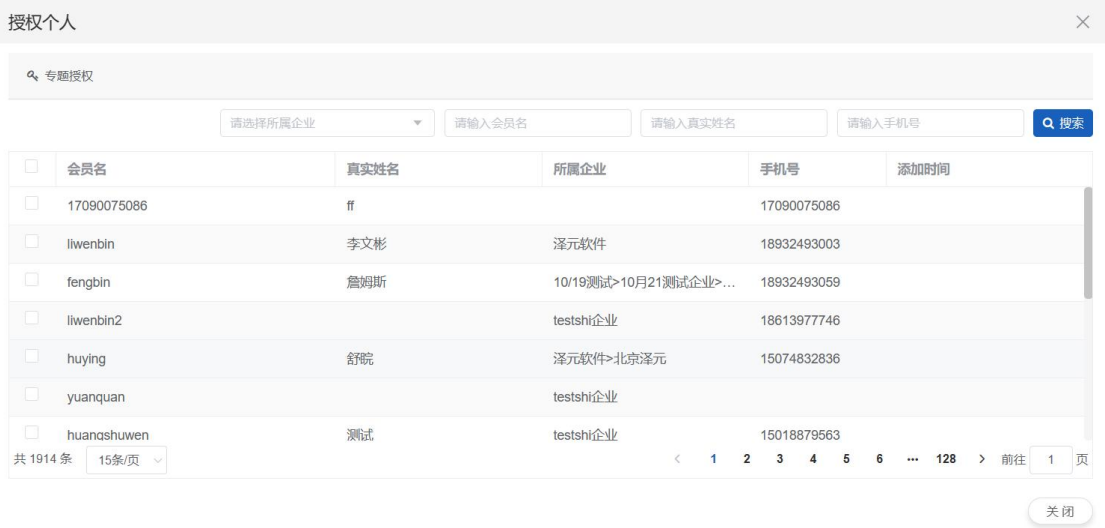 授权个人
专题授权
请选择所属企业 请输入会员名 请输入真实姓名 请输入手机号 搜索
会员名 真实姓名 所属企业 手机号 添加时间
17090075086 ff 17090075086
liwenbin 李文彬 泽元软件 18932493003
fengbin 詹姆斯 10/19测试>10月21测试企业>... 18932493059
liwenbin2 testshi企业 18613977746
huying 舒晥 泽元软件>北京泽元 15074832836
yuanquan testshi企业
huangshuwen 测试 testshi企业 15018879563
共 1914 条 15条/页 < 1 2 3 4 5 6 ... 128 > 前往 1 页
关闭